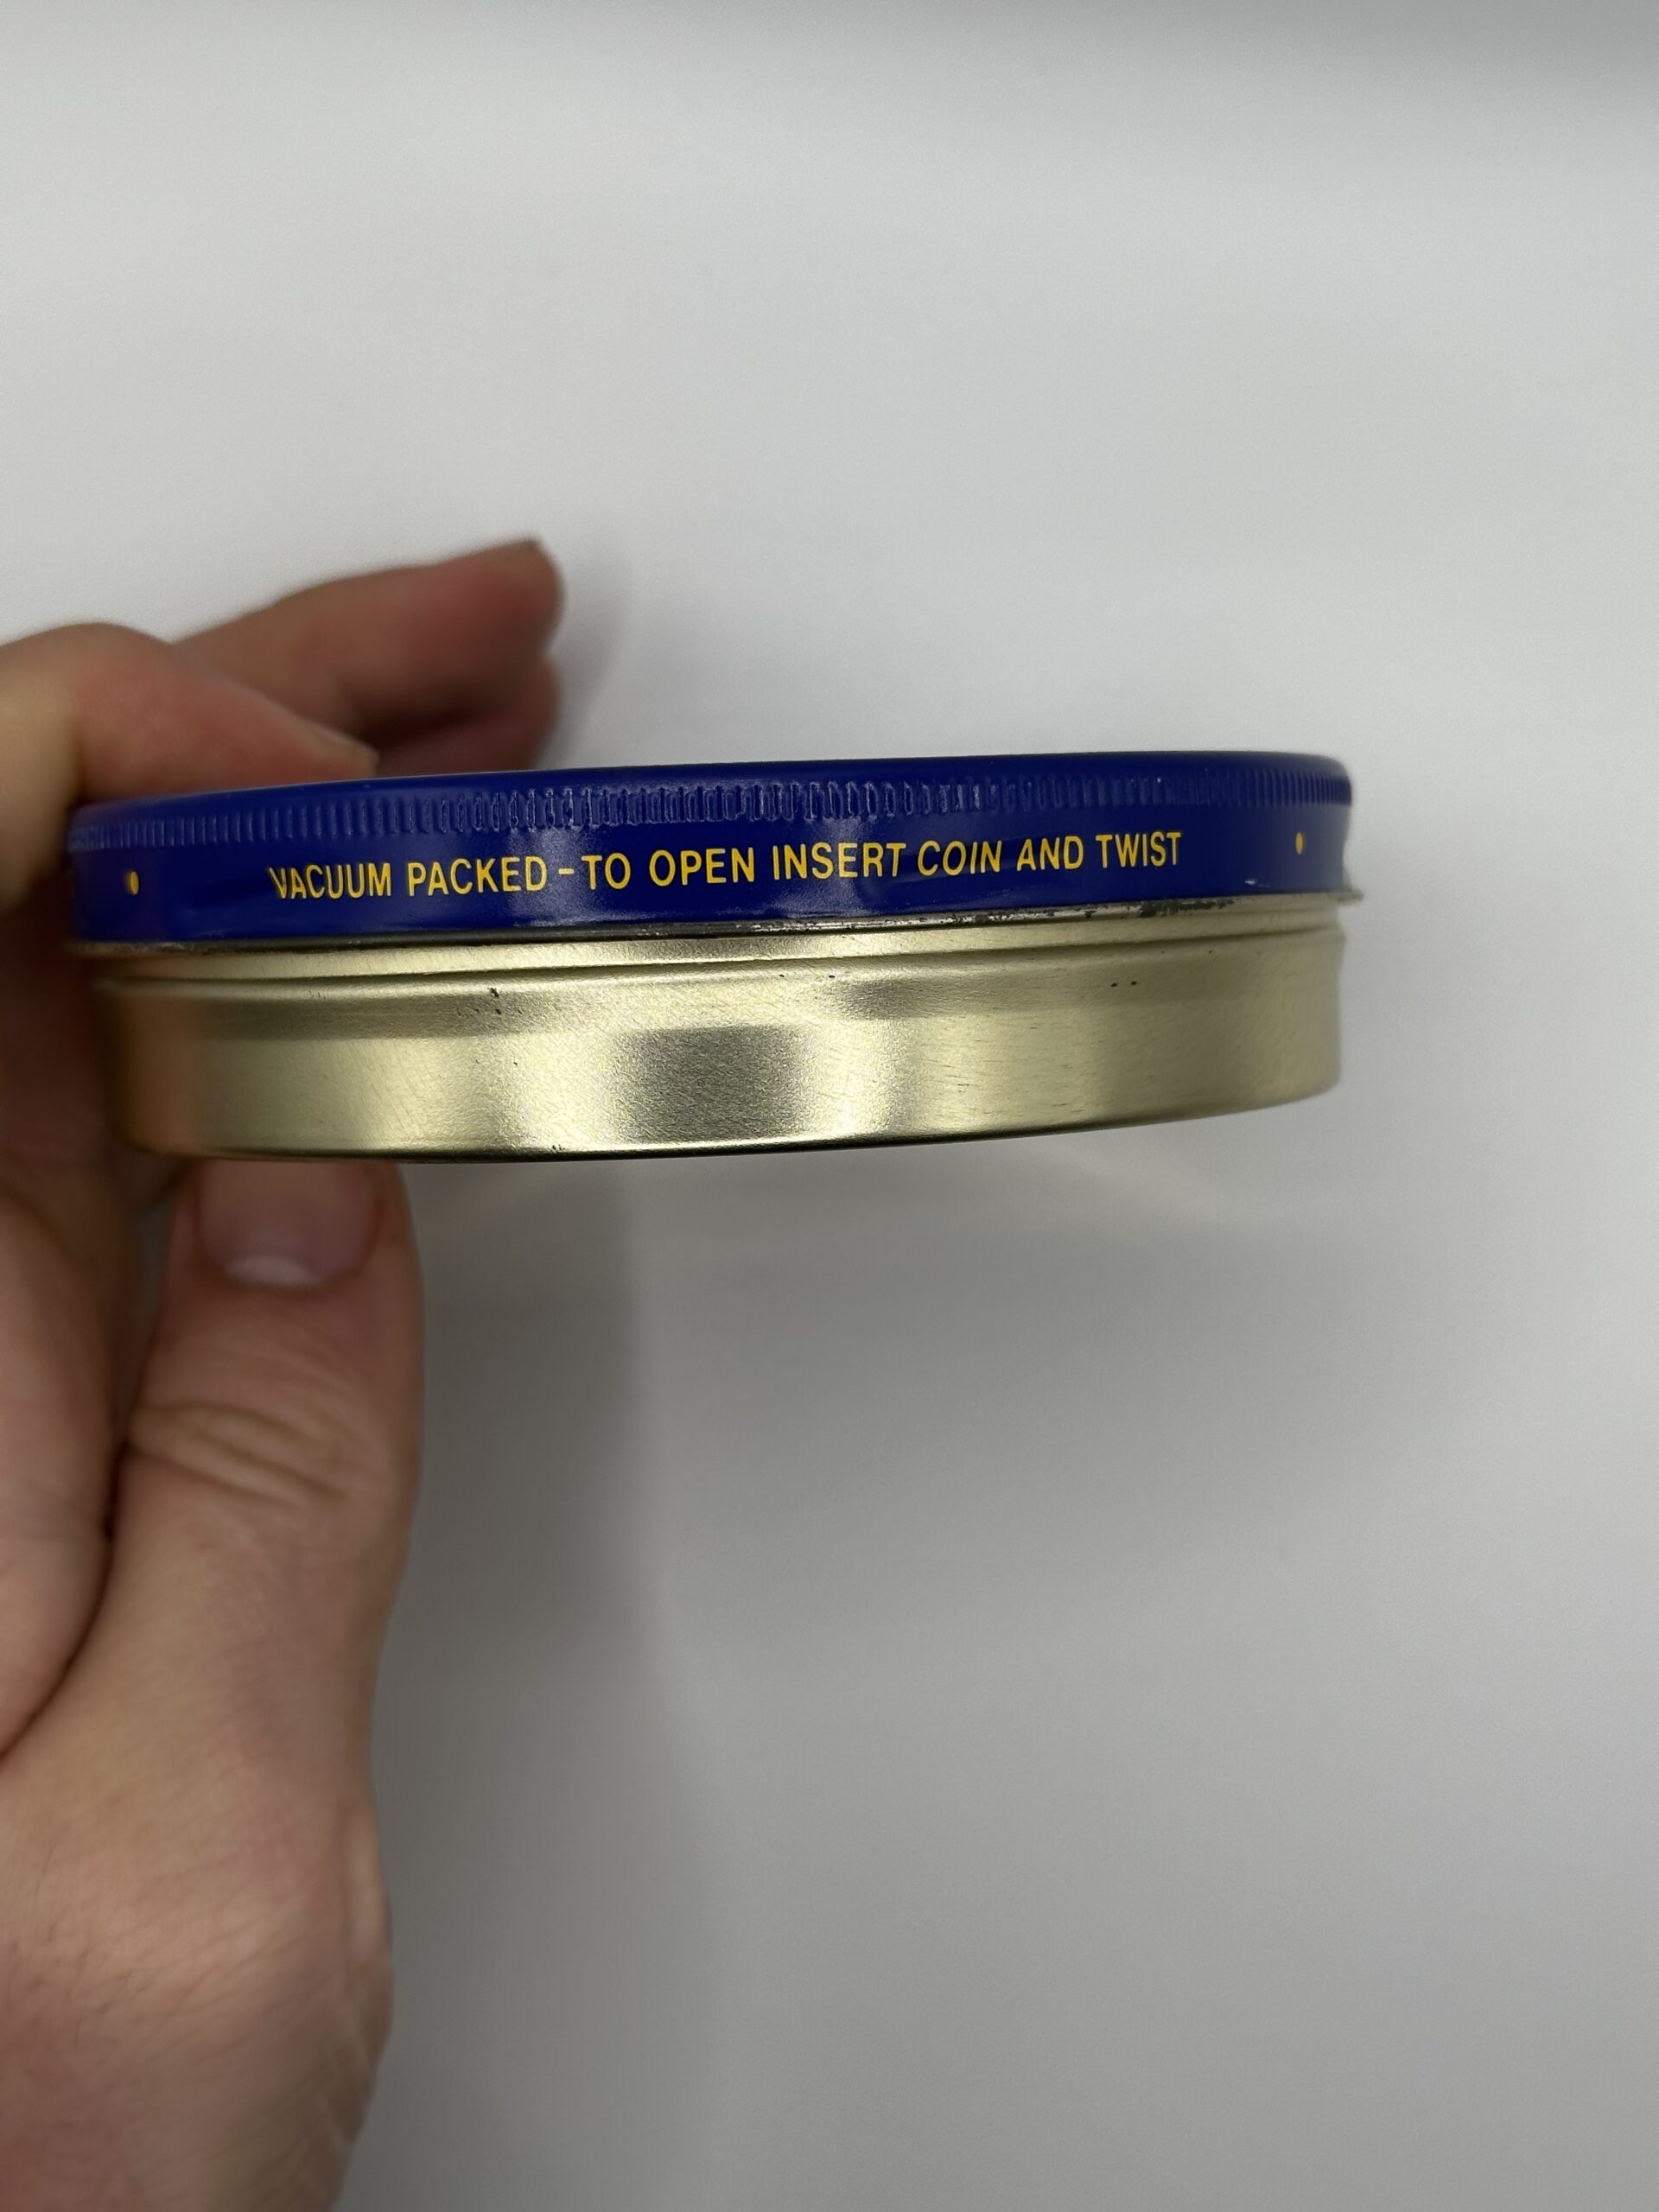 VACUUM PACKED - TO OPEN INSERT COIN AND TWIST